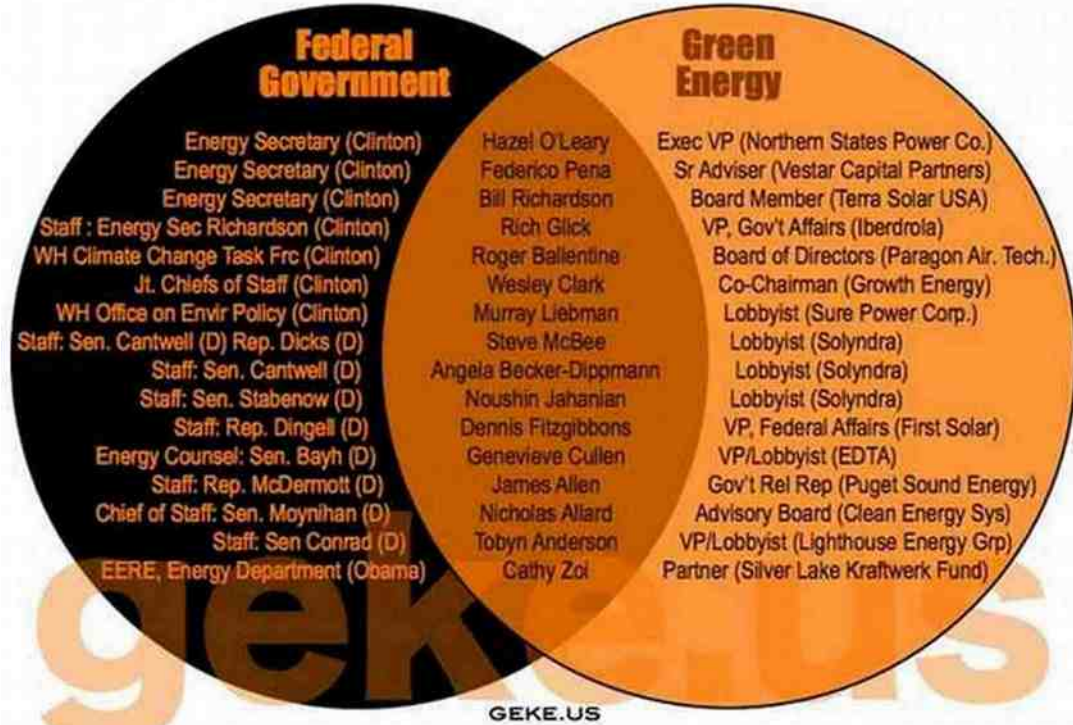 Federal
Government
Green
Energy
Energy Secretary (Clinton) Hazel O'Leary Exec VP (Northern States Power Co.)
Energy Secretary (Clinton) Federico Pena Sr Adviser (Vestar Capital Partners)
Energy Secretary (Clinton) Bill Richardson Board Member (Terra Solar USA)
Staff : Energy Sec Richardson (Clinton) Rich Glick VP, Gov't Affairs (Iberdrola)
WH Climate Change Task Frc (Clinton) Roger Ballentine Board of Directors (Paragon Air. Tech.)
Jt. Chiefs of Staff (Clinton) Wesley Clark Co-Chairman (Growth Energy)
WH Office on Envir Policy (Clinton) Murray Liebman Lobbyist (Sure Power Corp.)
Staff: Sen. Cantwell (D) Rep. Dicks (D) Steve McBee Lobbyist (Solyndra)
Staff: Sen. Cantwell (D) Angela Becker-Dippmann Lobbyist (Solyndra)
Staff: Sen. Stabenow (D) Noushin Jahanian Lobbyist (Solyndra)
Staff: Rep. Dingell (D) Dennis Fitzgibbons VP, Federal Affairs (First Solar)
Energy Counsel: Sen. Bayh (D) Genevieve Cullen VP/Lobbyist (EDTA)
Staff: Rep. McDermott (D) James Allen Gov't Rel Rep (Puget Sound Energy)
Chief of Staff: Sen. Moynihan (D) Nicholas Allard Advisory Board (Clean Energy Sys)
Staff: Sen Conrad (D) Tobyn Anderson VP/Lobbyist (Lighthouse Energy Grp)
EERE, Energy Department (Obama) Cathy Zoi Partner (Silver Lake Kraftwerk Fund)
geke.us
GEKE.US